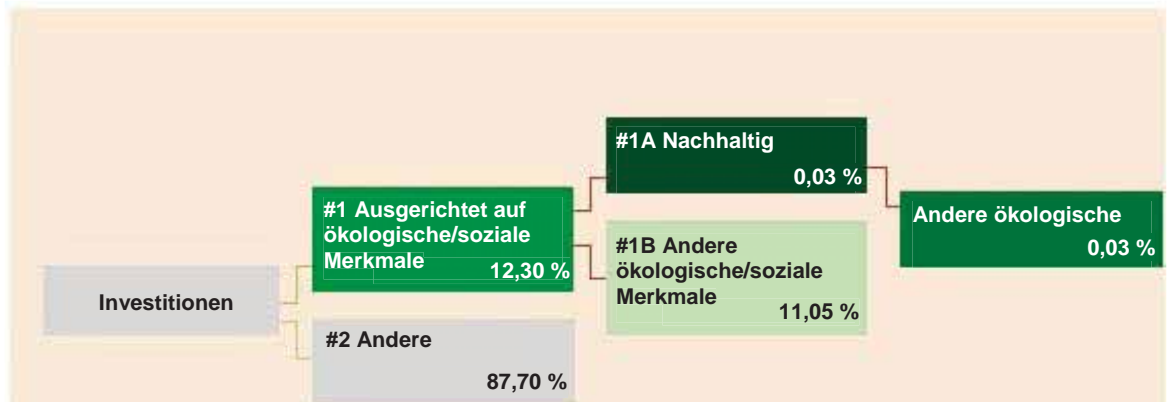 Investitionen
#1 Ausgerichtet auf
ökologische/soziale
Merkmale
12,30 %
#2 Andere
87,70 %
#1A Nachhaltig
0,03 %
#1B Andere
ökologische/soziale
Merkmale
11,05 %
Andere ökologische
0,03 %